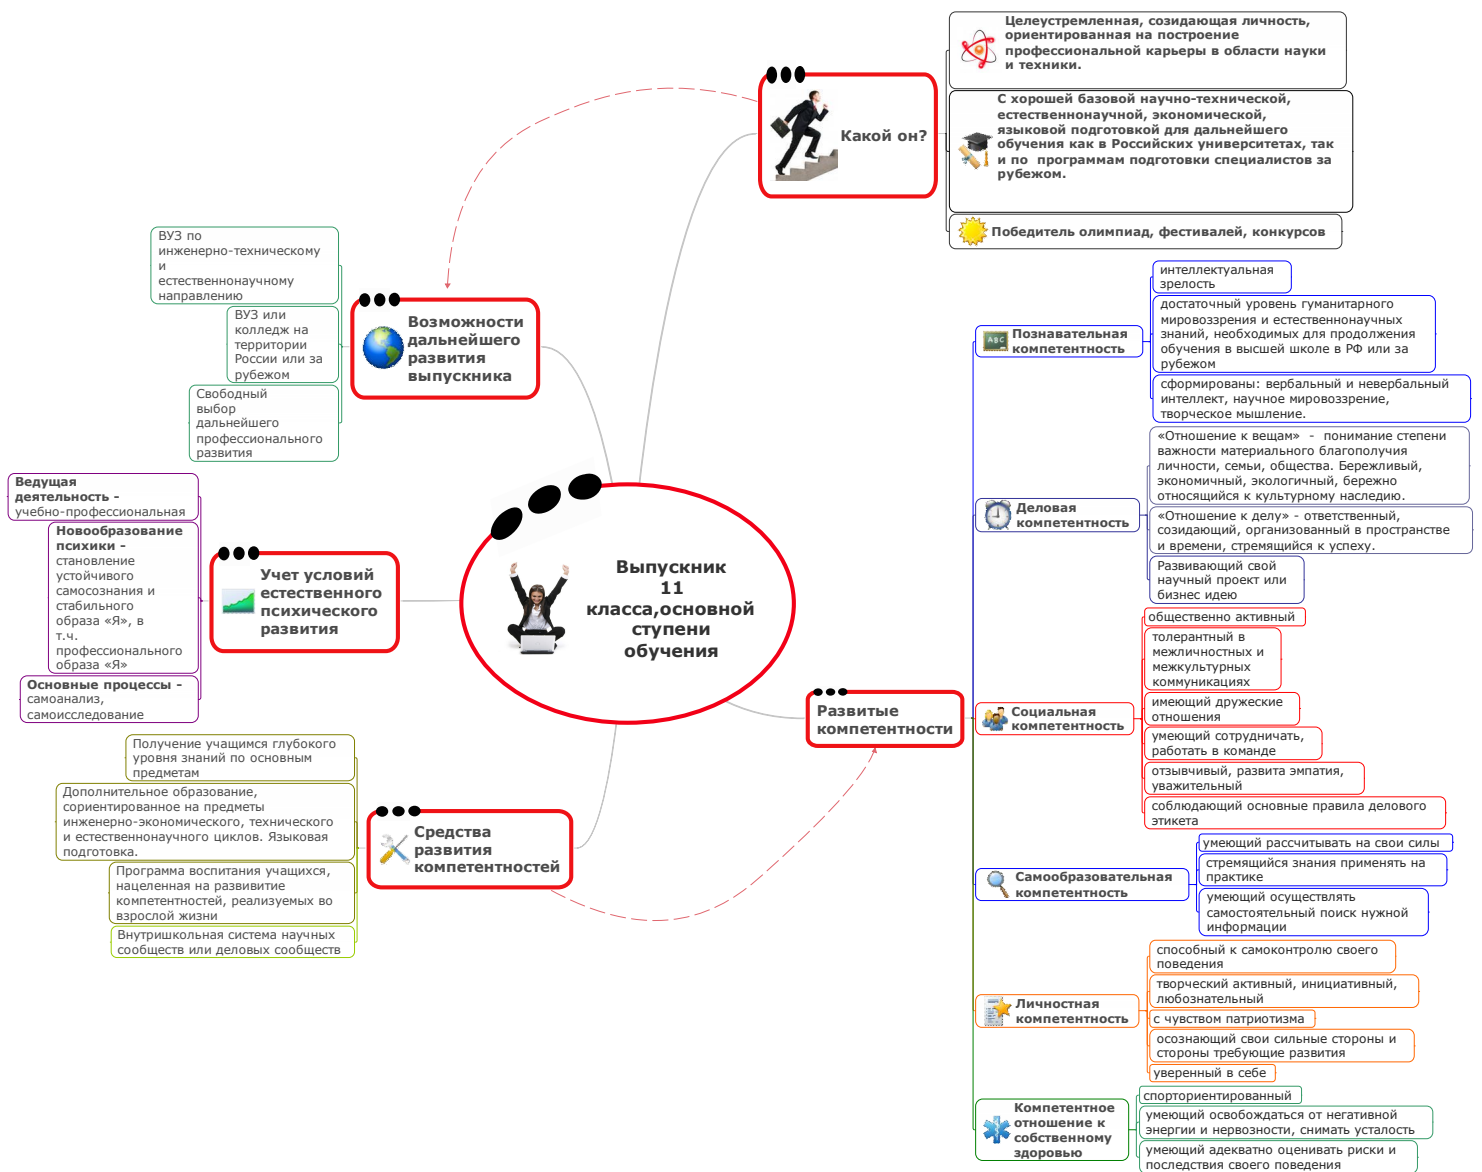 Целеустремленная, созидающая личность,
ориентированная на построение
профессиональной карьеры в области науки
и техники.
Какой он?
С хорошей базовой научно-технической,
естественнонаучной, экономической,
языковой подготовкой для дальнейшего
обучения как в Российских университетах, так
и по программам подготовки специалистов за
рубежом.
Победитель олимпиад, фестивалей, конкурсов
ВУЗ по
инженерно-техническому
и
естественнонаучному
направлению
ВУЗ или
колледж на
территории
России или за
рубежом
Свободный
выбор
дальнейшего
профессионального
развития
Возможности
дальнейшего
развития
выпускника
Ведущая
деятельность -
учебно-профессиональная
Новообразование
психики -
становление
устойчивого
самосознания и
стабильного
образа «Я», в
т.ч.
профессионального
образа «Я»
Основные процессы -
самоанализ,
самоисследование
Учет условий
естественного
психического
развития
Выпускник
11
класса,основной
ступени
обучения
Получение учащимся глубокого
уровня знаний по основным
предметам
Дополнительное образование,
сориентированное на предметы
инженерно-экономического, технического
и естественнонаучного циклов. Языковая
подготовка.
Программа воспитания учащихся,
нацеленная на развивитие
компетентностей, реализуемых во
взрослой жизни
Внутришкольная система научных
сообществ или деловых сообществ
Средства
развития
компетентностей
Развитые
компетентности
ABC
Познавательная
компетентность
интеллектуальная
зрелость
достаточный уровень гуманитарного
мировоззрения и естественнонаучных
знаний, необходимых для продолжения
обучения в высшей школе в РФ или за
рубежом
сформированы: вербальный и невербальный
интеллект, научное мировоззрение,
творческое мышление.
Деловая
компетентность
«Отношение к вещам» - понимание степени
важности материального благополучия
личности, семьи, общества. Бережливый,
экономичный, экологичный, бережно
относящийся к культурному наследию.
«Отношение к делу» - ответственный,
созидающий, организованный в пространстве
и времени, стремящийся к успеху.
Развивающий свой
научный проект или
бизнес идею
Социальная
компетентность
общественно активный
толерантный в
межличностных и
межкультурных
коммуникациях
имеющий дружеские
отношения
умеющий сотрудничать,
работать в команде
отзывчивый, развита эмпатия,
уважительный
соблюдающий основные правила делового
этикета
Самообразовательная
компетентность
умеющий рассчитывать на свои силы
стремящийся знания применять на
практике
умеющий осуществлять
самостоятельный поиск нужной
информации
Личностная
компетентность
способный к самоконтролю своего
поведения
творческий активный, инициативный,
любознательный
с чувством патриотизма
осознающий свои сильные стороны и
стороны требующие развития
уверенный в себе
Компетентное
отношение к
собственному
здоровью
спорториентированный
умеющий освобождаться от негативной
энергии и нервозности, снимать усталость
умеющий адекватно оценивать риски и
последствия своего поведения